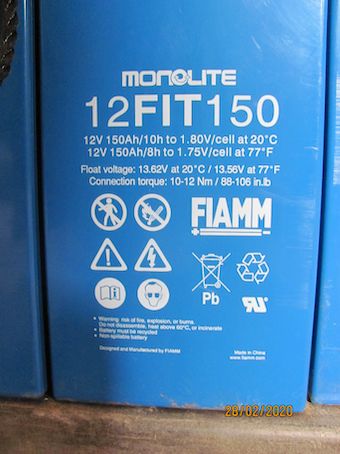 MONOLITE
12FIT150
12V 150Ah/10h to 1.80V/cell at 20°C
12V 150Ah/8h to 1.75V/cell at 77°F
Float voltage: 13.62V at 20°C / 13.56V at 77°F
Connection torque: 10-12 Nm / 88-106 in.lb
FIAMM
Pb
• Warning: risk of fire, explosion, or burns.
Do not disassemble, heat above 60°C, or incinerate
• Battery must be recycled
• Non-spillable battery
Designed and Manufactured by FIAMM
Made in China
www.fiamm.com
28/02/2020